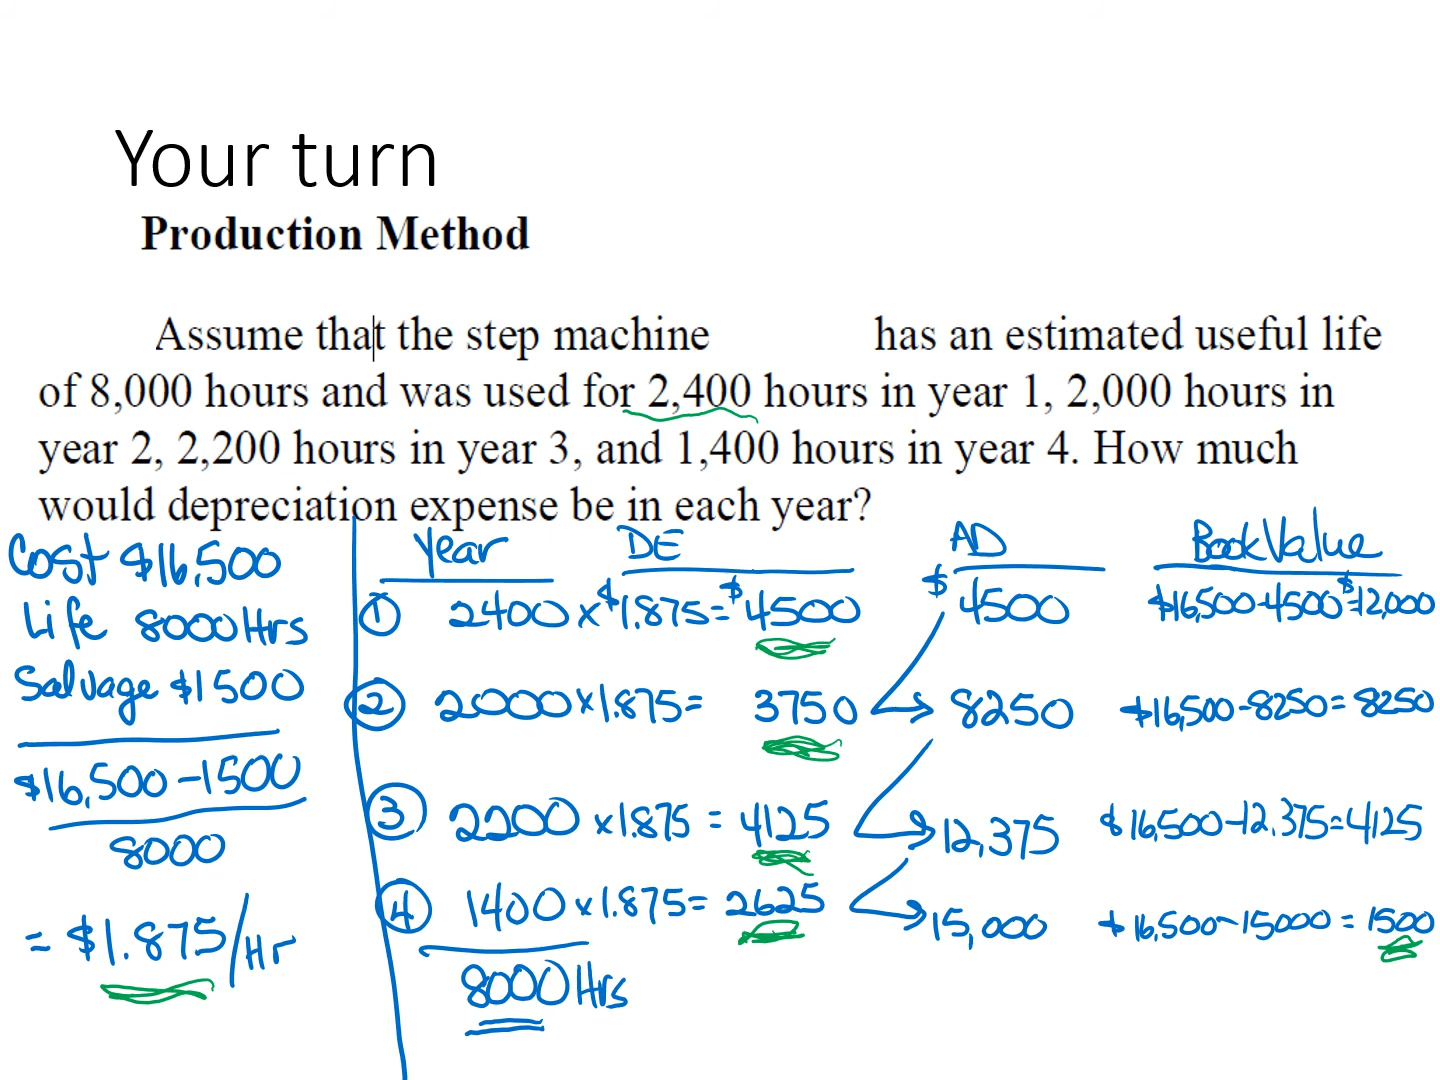 Your turn
Production Method
Assume that the step machine has an estimated useful life
of 8,000 hours and was used for 2,400 hours in year 1, 2,000 hours in
year 2, 2,200 hours in year 3, and 1,400 hours in year 4. How much
would depreciation expense be in each year?
Cost $16,500
Life 8000 Hrs
Salvage $1500
$16,500-1500
8000
= $1.875/Hr
Year DE AD Book Value
① 2400 x $1.875 = $4500 $4500 $16,500-4500=$12,000
② 2000 x 1.875 = 3750 8250 $16,500-8250=8250
③ 2200 x 1.875 = 4125 12,375 $16,500-12,375=4125
④ 1400 x 1.875 = 2625 15,000 $16,500-15000=1500
8000 Hrs